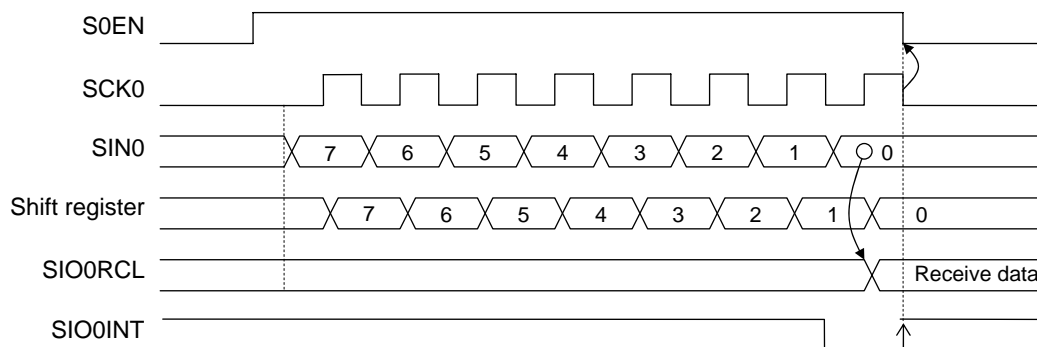 S0EN
SCK0
SIN0 7 6 5 4 3 2 1 0
Shift register 7 6 5 4 3 2 1 0
SIO0RCL Receive data
SIO0INT